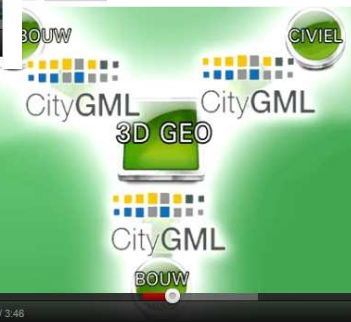 BOUW
CIVIEL
CityGML
CityGML
3D GEO
CityGML
BOUW
/ 3:46